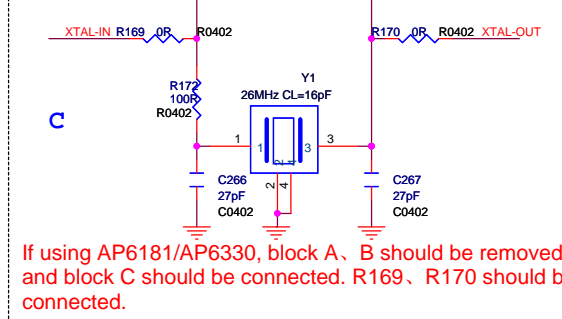 XTAL-IN R169 0R R0402
R170 0R R0402 XTAL-OUT
R172
100R
R0402
Y1
26MHz CL=16pF
C
1
1
3
3
2
4
2
4
C266
27pF
C0402
C267
27pF
C0402
If using AP6181/AP6330, block A、B should be removed
and block C should be connected. R169、R170 should b
connected.